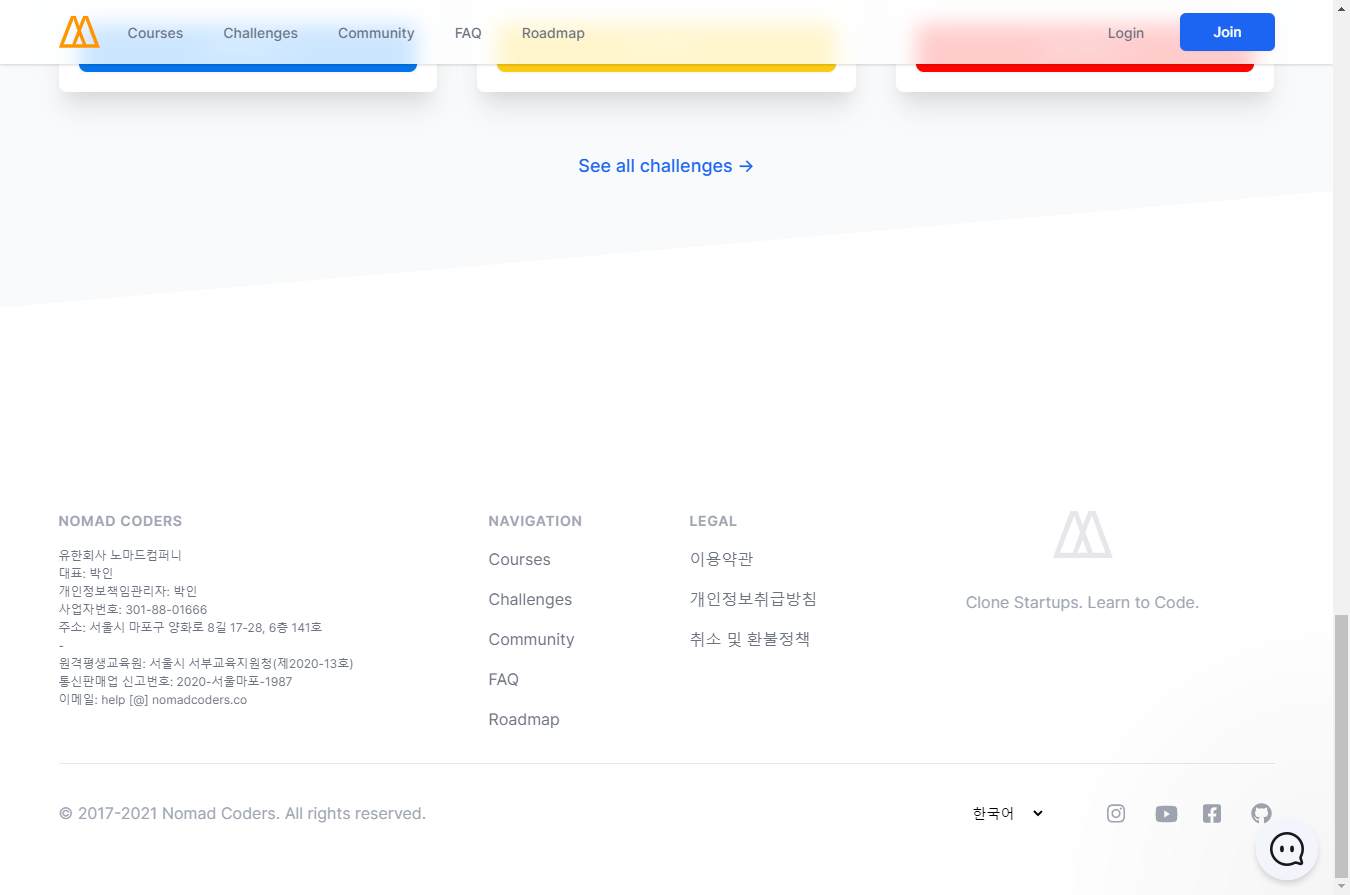 Courses
Challenges
Community
FAQ
Roadmap
Login
Join
See all challenges →
NOMAD CODERS
유한회사 노마드컴퍼니
대표: 박인
개인정보책임관리자: 박인
사업자번호: 301-88-01666
주소: 서울시 마포구 양화로 8길 17-28, 6층 141호
-
원격평생교육원: 서울시 서부교육지원청(제2020-13호)
통신판매업 신고번호: 2020-서울마포-1987
이메일: help [@] nomadcoders.co
NAVIGATION
Courses
Challenges
Community
FAQ
Roadmap
LEGAL
이용약관
개인정보취급방침
취소 및 환불정책
Clone Startups. Learn to Code.
© 2017-2021 Nomad Coders. All rights reserved.
한국어